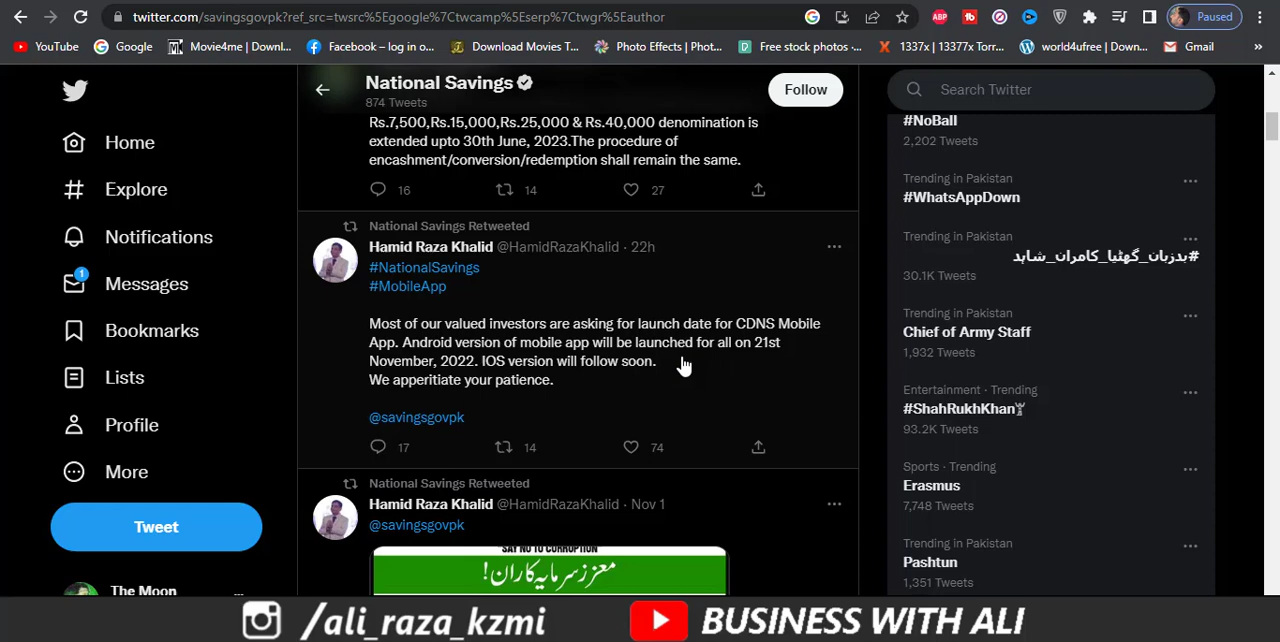 twitter.com/savingsgovpk?ref_src=twsrc%5Egoogle%7Ctwcamp%5Eserp%7Ctwgr%5Eauthor
ABP
Paused
YouTube
Google
Movie4me | Downl...
Facebook – log in o...
Download Movies T...
Photo Effects | Phot...
Free stock photos ·...
1337x | 13377x Torr...
world4ufree | Down...
Gmail
»
Home
Explore
Notifications
1
Messages
Bookmarks
Lists
Profile
More
Tweet
The Moon
...
National Savings
874 Tweets
Follow
Rs.7,500,Rs.15,000,Rs.25,000 & Rs.40,000 denomination is
extended upto 30th June, 2023.The procedure of
encashment/conversion/redemption shall remain the same.
16 14 27
National Savings Retweeted
Hamid Raza Khalid @HamidRazaKhalid · 22h
#NationalSavings
#MobileApp
Most of our valued investors are asking for launch date for CDNS Mobile
App. Android version of mobile app will be launched for all on 21st
November, 2022. IOS version will follow soon.
We apperitiate your patience.
@savingsgovpk
17 14 74
National Savings Retweeted
Hamid Raza Khalid @HamidRazaKhalid · Nov 1
@savingsgovpk
SAY NO TO CORRUPTION
معزز سرمایہ کاران!
Search Twitter
#NoBall
2,202 Tweets
Trending in Pakistan
#WhatsAppDown
Trending in Pakistan
#بدزبان_گھٹیا_کامران_شاہد
30.1K Tweets
Trending in Pakistan
Chief of Army Staff
1,932 Tweets
Entertainment · Trending
#ShahRukhKhan
93.2K Tweets
Sports · Trending
Erasmus
7,748 Tweets
Trending in Pakistan
Pashtun
1,351 Tweets
/ali_raza_kzmi
BUSINESS WITH ALI